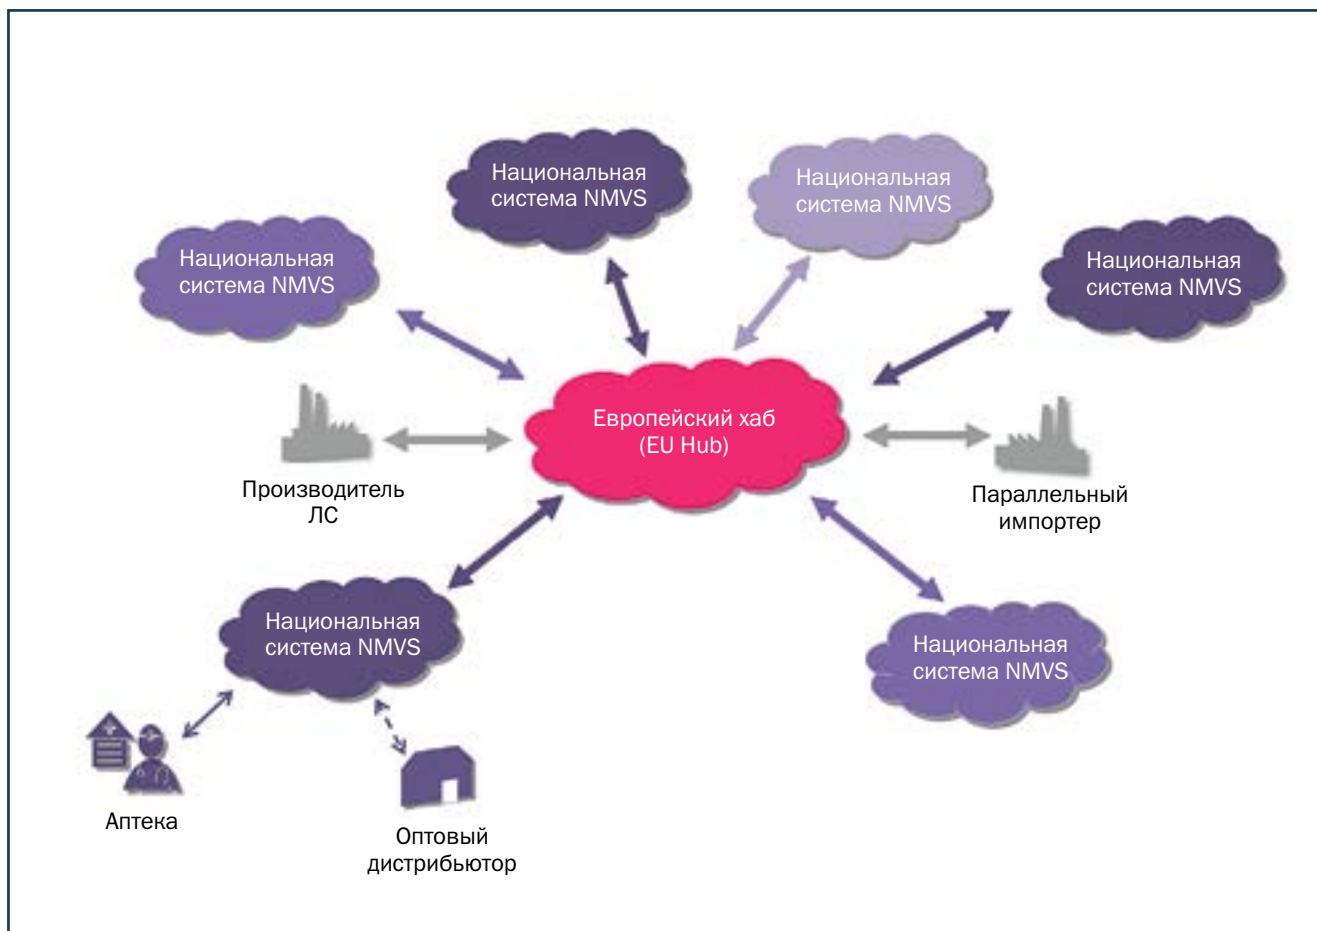 Национальная
система NMVS
Национальная
система NMVS
Национальная
система NMVS
Национальная
система NMVS
Европейский хаб
(EU Hub)
Производитель
ЛС
Параллельный
импортер
Национальная
система NMVS
Национальная
система NMVS
Аптека
Оптовый
дистрибьютор